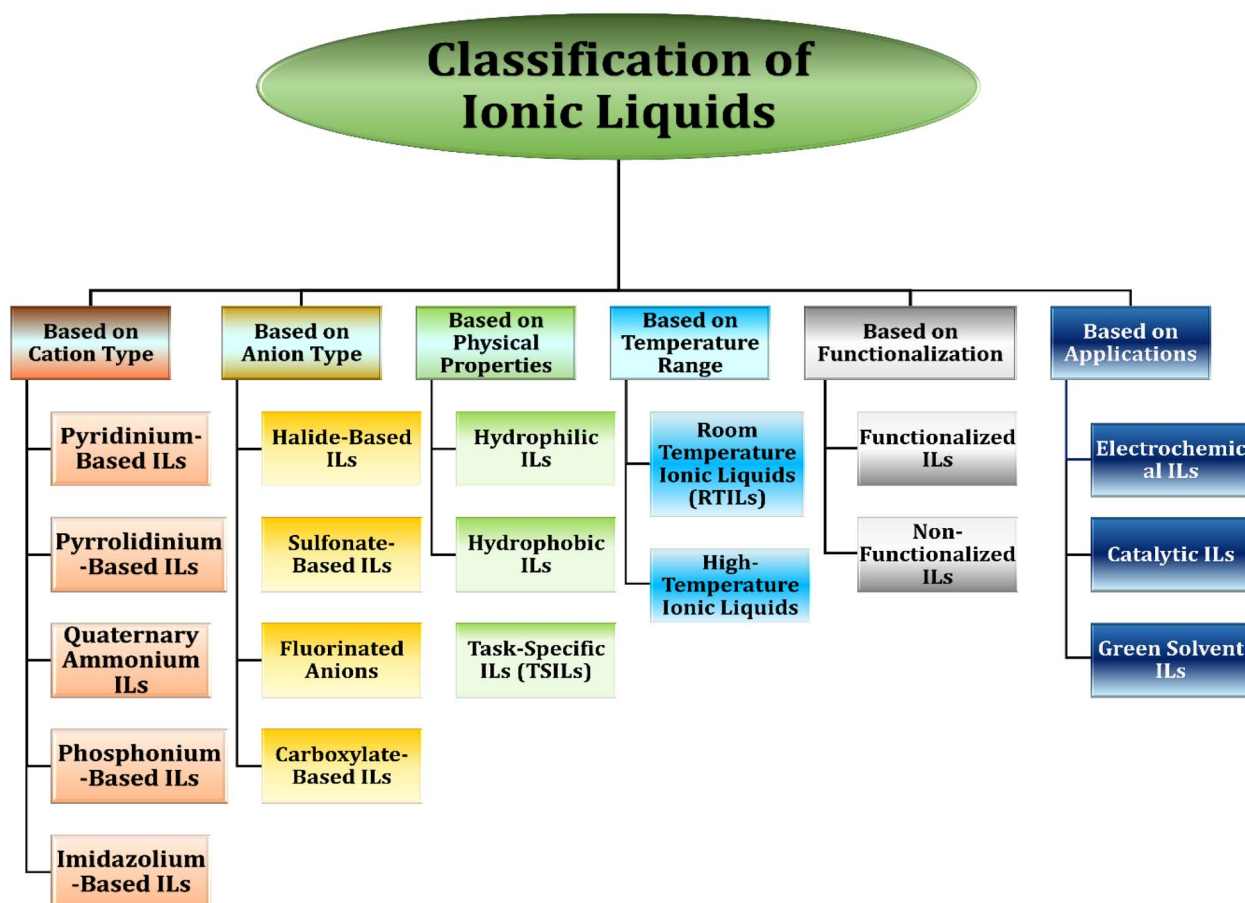 Classification of
Ionic Liquids
Based on
Cation Type
Pyridinium-
Based ILs
Pyrrolidinium
-Based ILs
Quaternary
Ammonium
ILs
Phosphonium
-Based ILs
Imidazolium
-Based ILs
Based on
Anion Type
Halide-Based
ILs
Sulfonate-
Based ILs
Fluorinated
Anions
Carboxylate-
Based ILs
Based on
Physical
Properties
Hydrophilic
ILs
Hydrophobic
ILs
Task-Specific
ILs (TSILs)
Based on
Temperature
Range
Room
Temperature
Ionic Liquids
(RTILs)
High-
Temperature
Ionic Liquids
Based on
Functionalization
Functionalized
ILs
Non-
Functionalized
ILs
Based on
Applications
Electrochemic
al ILs
Catalytic ILs
Green Solvent
ILs